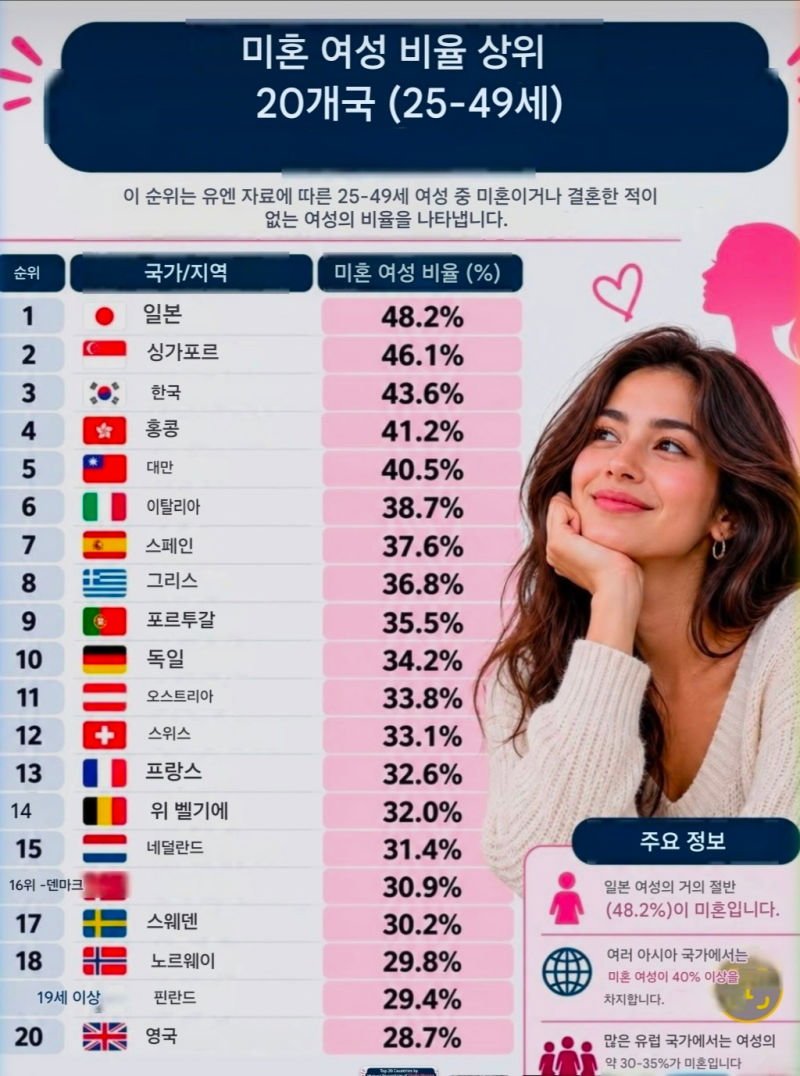 미혼 여성 비율 상위
20개국 (25-49세)
이 순위는 유엔 자료에 따른 25-49세 여성 중 미혼이거나 결혼한 적이
없는 여성의 비율을 나타냅니다.
순위 국가/지역 미혼 여성 비율 (%)
1 일본 48.2%
2 싱가포르 46.1%
3 한국 43.6%
4 홍콩 41.2%
5 대만 40.5%
6 이탈리아 38.7%
7 스페인 37.6%
8 그리스 36.8%
9 포르투갈 35.5%
10 독일 34.2%
11 오스트리아 33.8%
12 스위스 33.1%
13 프랑스 32.6%
14 위 벨기에 32.0%
15 네덜란드 31.4%
16위 -덴마크 30.9%
17 스웨덴 30.2%
18 노르웨이 29.8%
19세 이상 핀란드 29.4%
20 영국 28.7%
주요 정보
일본 여성의 거의 절반
(48.2%)이 미혼입니다.
여러 아시아 국가에서는
미혼 여성이 40% 이상을
차지합니다.
많은 유럽 국가에서는 여성의
약 30-35%가 미혼입니다
Top 20 Countries by